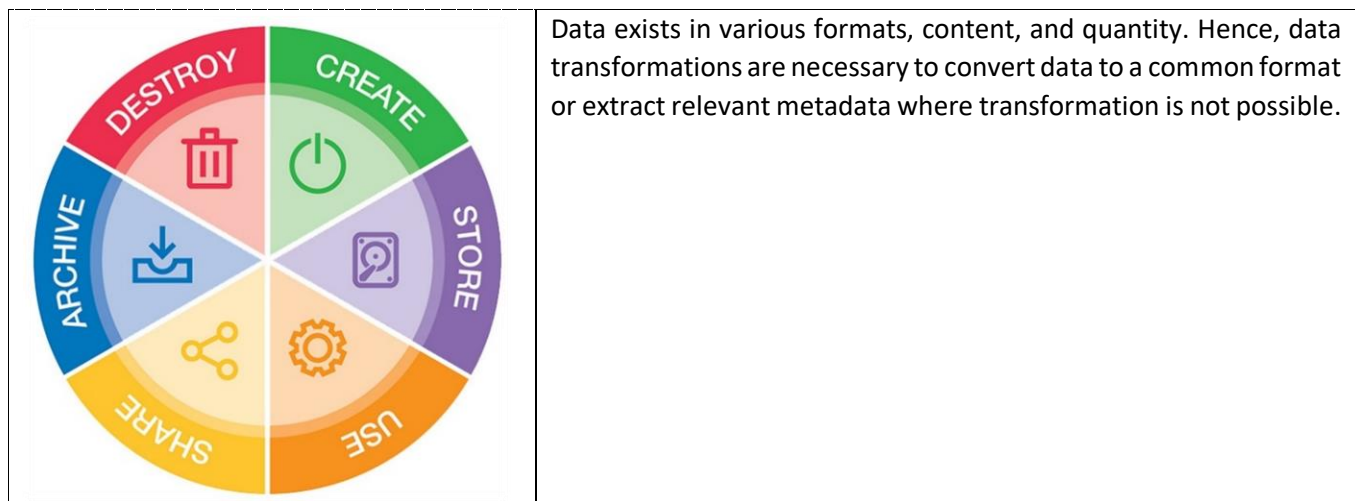 DESTROY
CREATE
STORE
USE
SHARE
ARCHIVE
Data exists in various formats, content, and quantity. Hence, data
transformations are necessary to convert data to a common format
or extract relevant metadata where transformation is not possible.